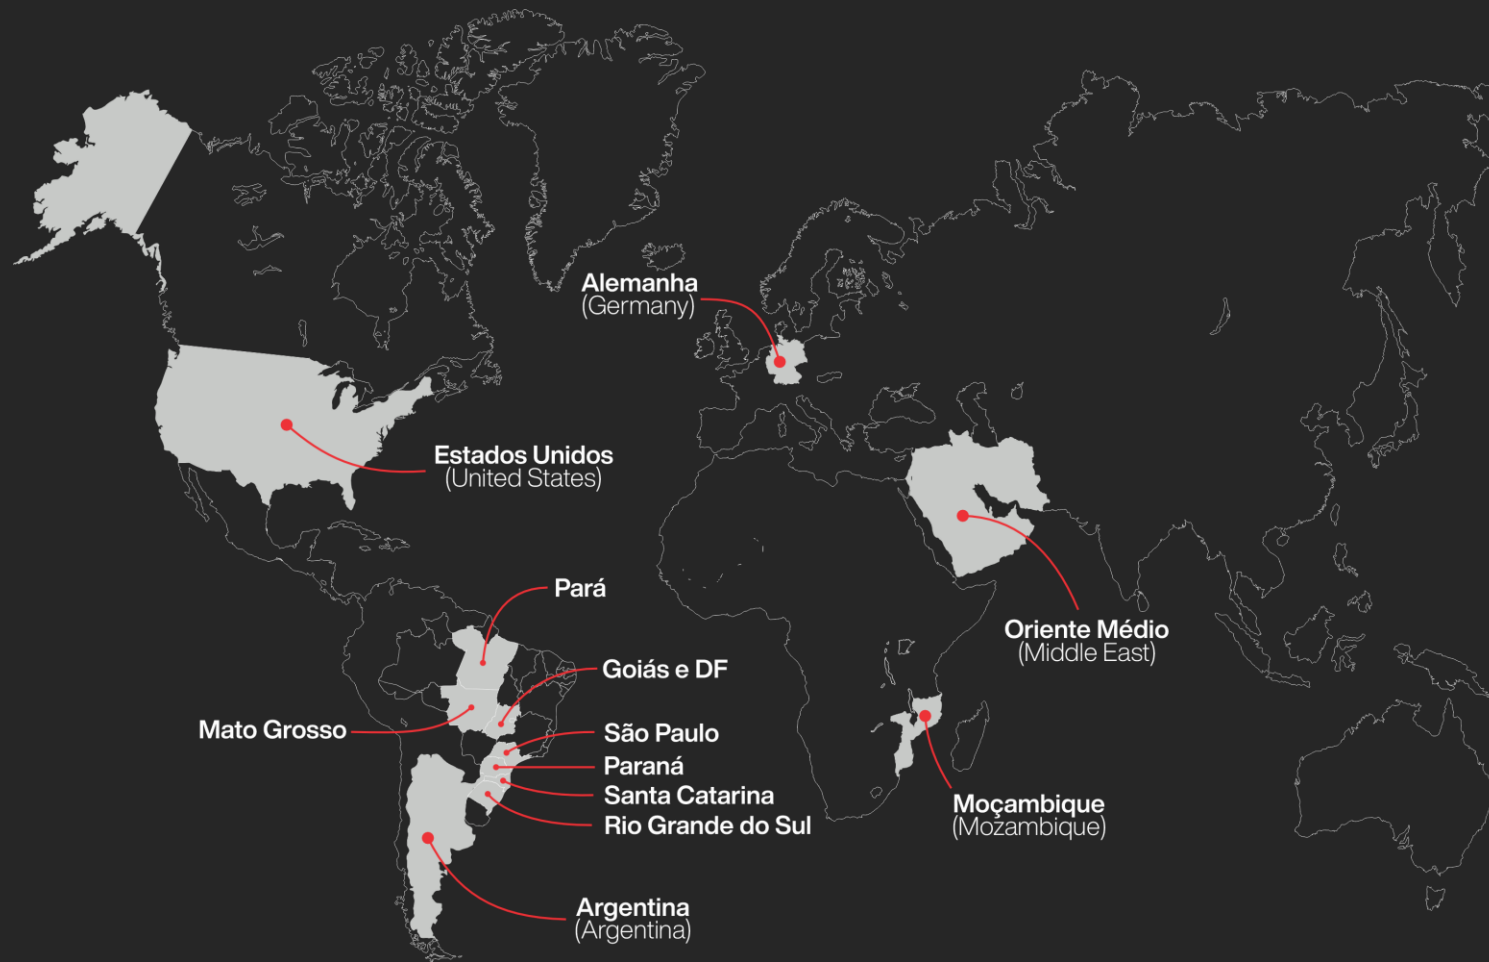 Alemanha
(Germany)
Estados Unidos
(United States)
Pará
Oriente Médio
(Middle East)
Goiás e DF
Mato Grosso
São Paulo
Paraná
Santa Catarina
Rio Grande do Sul
Moçambique
(Mozambique)
Argentina
(Argentina)